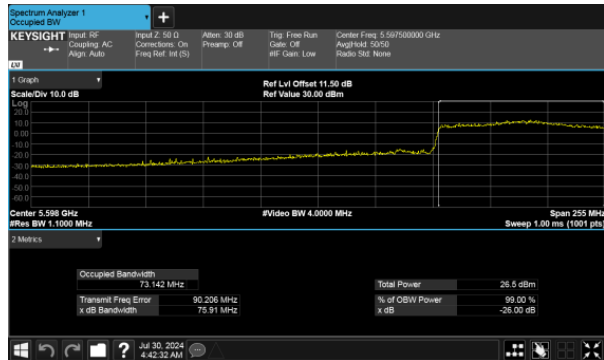 Spectrum Analyzer 1
Occupied BW
KEYSIGHT Input: RF Input Z: 50 Ω Atten: 30 dB Trig: Free Run Center Freq: 5.597500000 GHz
Coupling: AC Corrections: On Preamp: Off Gate: Off Avg|Hold: 50/50
Align: Auto Freq Ref: Int (S) #IF Gain: Low Radio Std: None
1 Graph
Scale/Div 10.0 dB
Ref Lvl Offset 11.50 dB
Ref Value 30.00 dBm
Log
20.0
10.0
0.00
-10.0
-20.0
-30.0
-40.0
-50.0
-60.0
Center 5.598 GHz #Video BW 4.0000 MHz Span 255 MHz
#Res BW 1.1000 MHz Sweep 1.00 ms (1001 pts)
2 Metrics
Occupied Bandwidth
73.142 MHz
Total Power 26.5 dBm
Transmit Freq Error 90.206 MHz % of OBW Power 99.00 %
x dB Bandwidth 75.91 MHz x dB -26.00 dB
Jul 30, 2024
4:42:32 AM